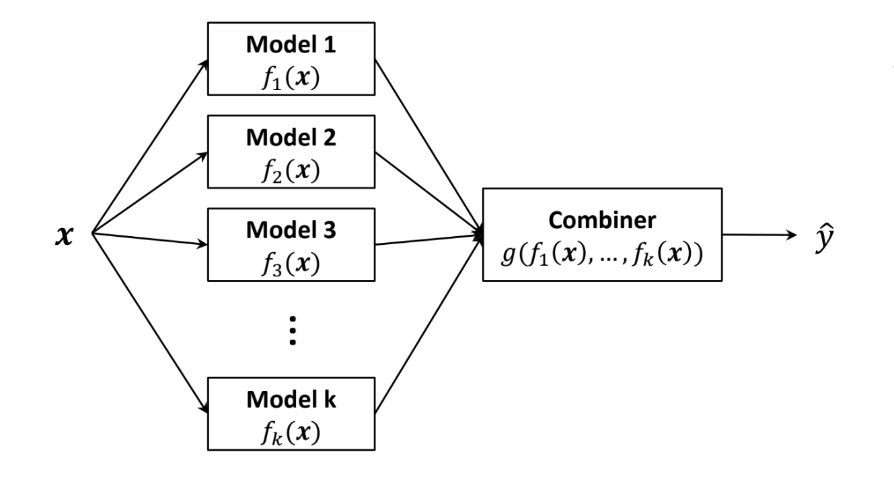 Model 1
f₁(x)
Model 2
f₂(x)
Model 3
f₃(x)
⋮
Model k
fₖ(x)
x
Combiner
g(f₁(x), … , fₖ(x))
ŷ